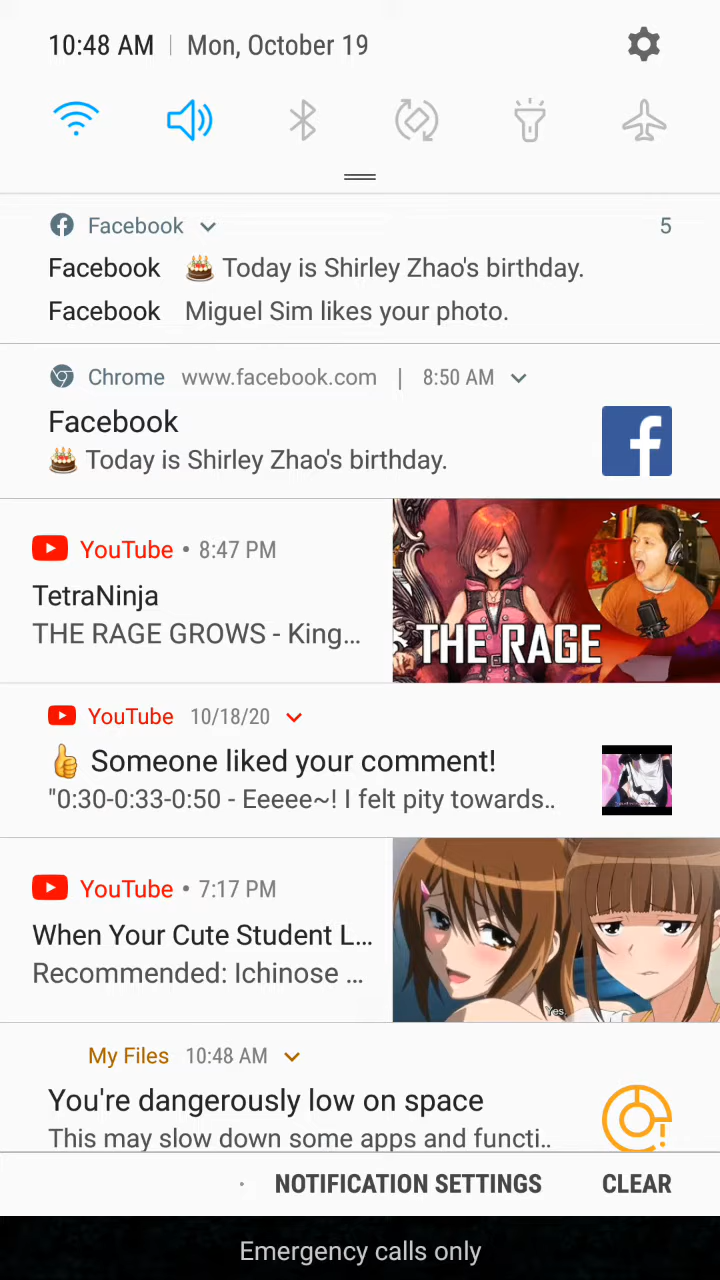 10:48 AM | Mon, October 19
Facebook 5
Facebook 🎂 Today is Shirley Zhao's birthday.
Facebook Miguel Sim likes your photo.
Chrome www.facebook.com | 8:50 AM
Facebook
🎂 Today is Shirley Zhao's birthday.
YouTube • 8:47 PM
TetraNinja
THE RAGE GROWS - King...
THE RAGE
YouTube 10/18/20
👍 Someone liked your comment!
"0:30-0:33-0:50 - Eeeee~! I felt pity towards..
YouTube • 7:17 PM
When Your Cute Student L...
Recommended: Ichinose ...
Yes.
My Files 10:48 AM
You're dangerously low on space
This may slow down some apps and functi..
NOTIFICATION SETTINGS CLEAR
Emergency calls only